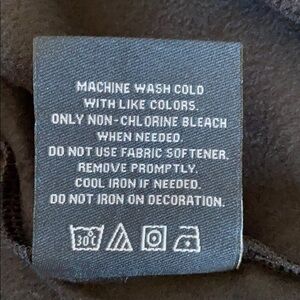 MACHINE WASH COLD
WITH LIKE COLORS.
ONLY NON-CHLORINE BLEACH
WHEN NEEDED.
DO NOT USE FABRIC SOFTENER.
REMOVE PROMPTLY.
COOL IRON IF NEEDED.
DO NOT IRON ON DECORATION.
30°C